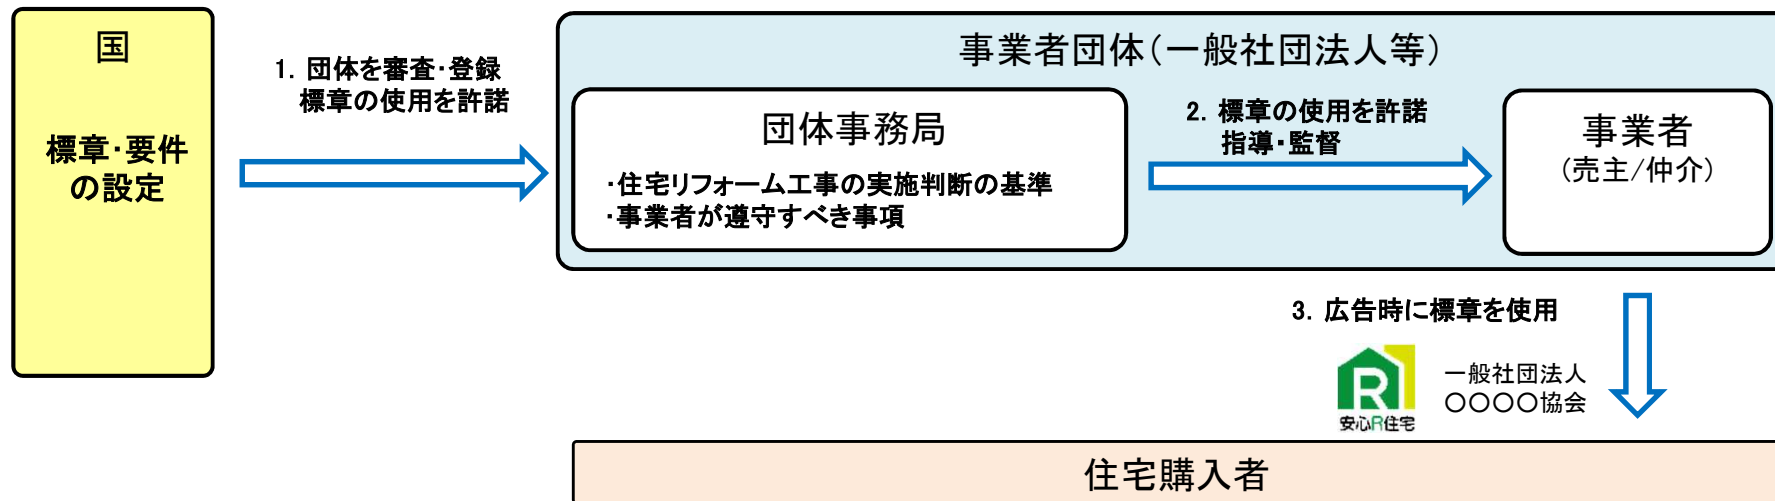 国
標章・要件
の設定
1. 団体を審査・登録
標章の使用を許諾
事業者団体（一般社団法人等）
団体事務局
・住宅リフォーム工事の実施判断の基準
・事業者が遵守すべき事項
2. 標章の使用を許諾
指導・監督
事業者
（売主/仲介）
3. 広告時に標章を使用
R
安心R住宅
一般社団法人
〇〇〇〇協会
住宅購入者